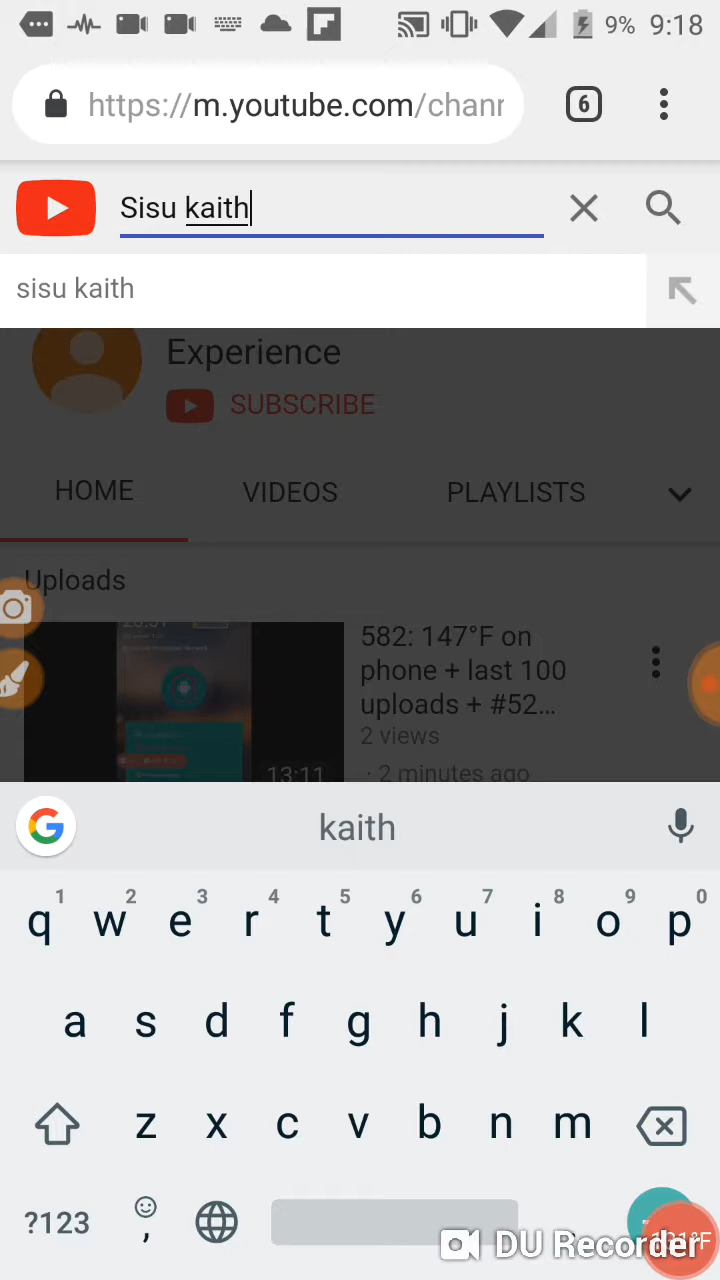 9% 9:18
https://m.youtube.com/chanr
6
Sisu kaith
sisu kaith
Experience
SUBSCRIBE
HOME VIDEOS PLAYLISTS
Uploads
582: 147°F on
phone + last 100
uploads + #52...
2 views
· 2 minutes ago
13:11
G kaith
1 2 3 4 5 6 7 8 9 0
q w e r t y u i o p
a s d f g h j k l
z x c v b n m
?123 ,
DU Recorder